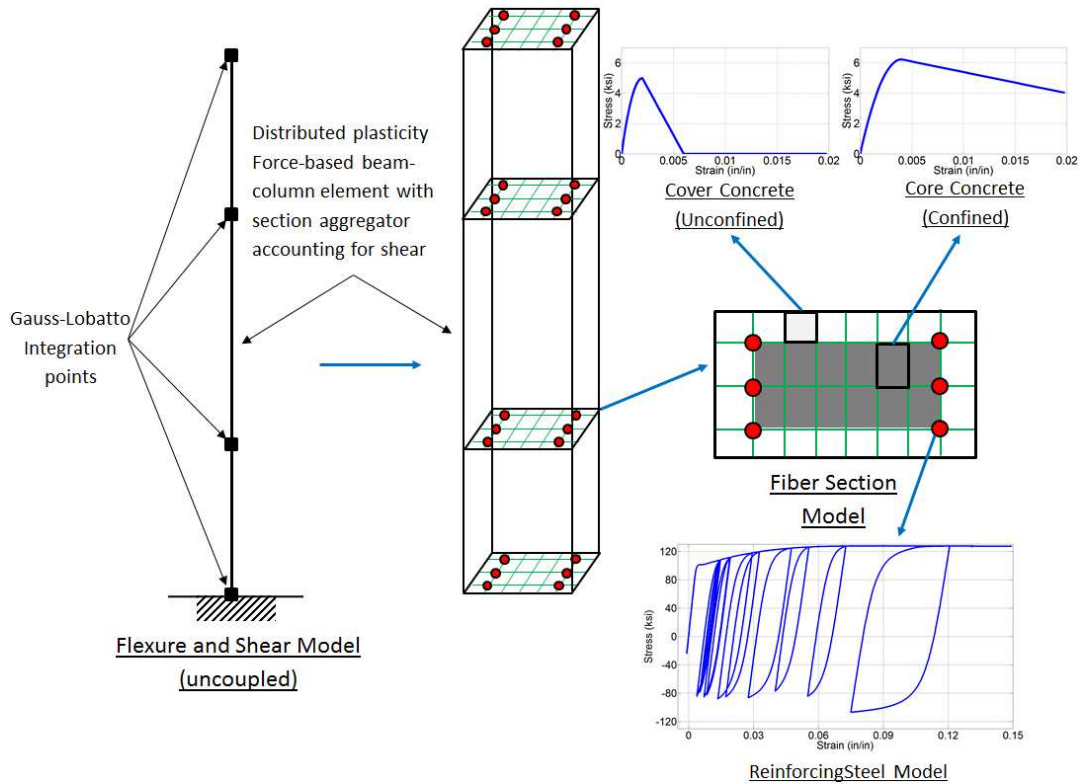 Gauss-Lobatto
Integration
points
Distributed plasticity
Force-based beam-
column element with
section aggregator
accounting for shear
Flexure and Shear Model
(uncoupled)
Stress (ksi)
6
4
2
0
0
0.005
0.01
0.015
0.02
Strain (in/in)
Cover Concrete
(Unconfined)
Stress (ksi)
6
4
2
0
0
0.005
0.01
0.015
0.02
Strain (in/in)
Core Concrete
(Confined)
Fiber Section
Model
Stress (ksi)
120
80
40
0
-40
-80
-120
0
0.03
0.06
0.09
0.12
0.15
Strain (in/in)
ReinforcingSteel Model